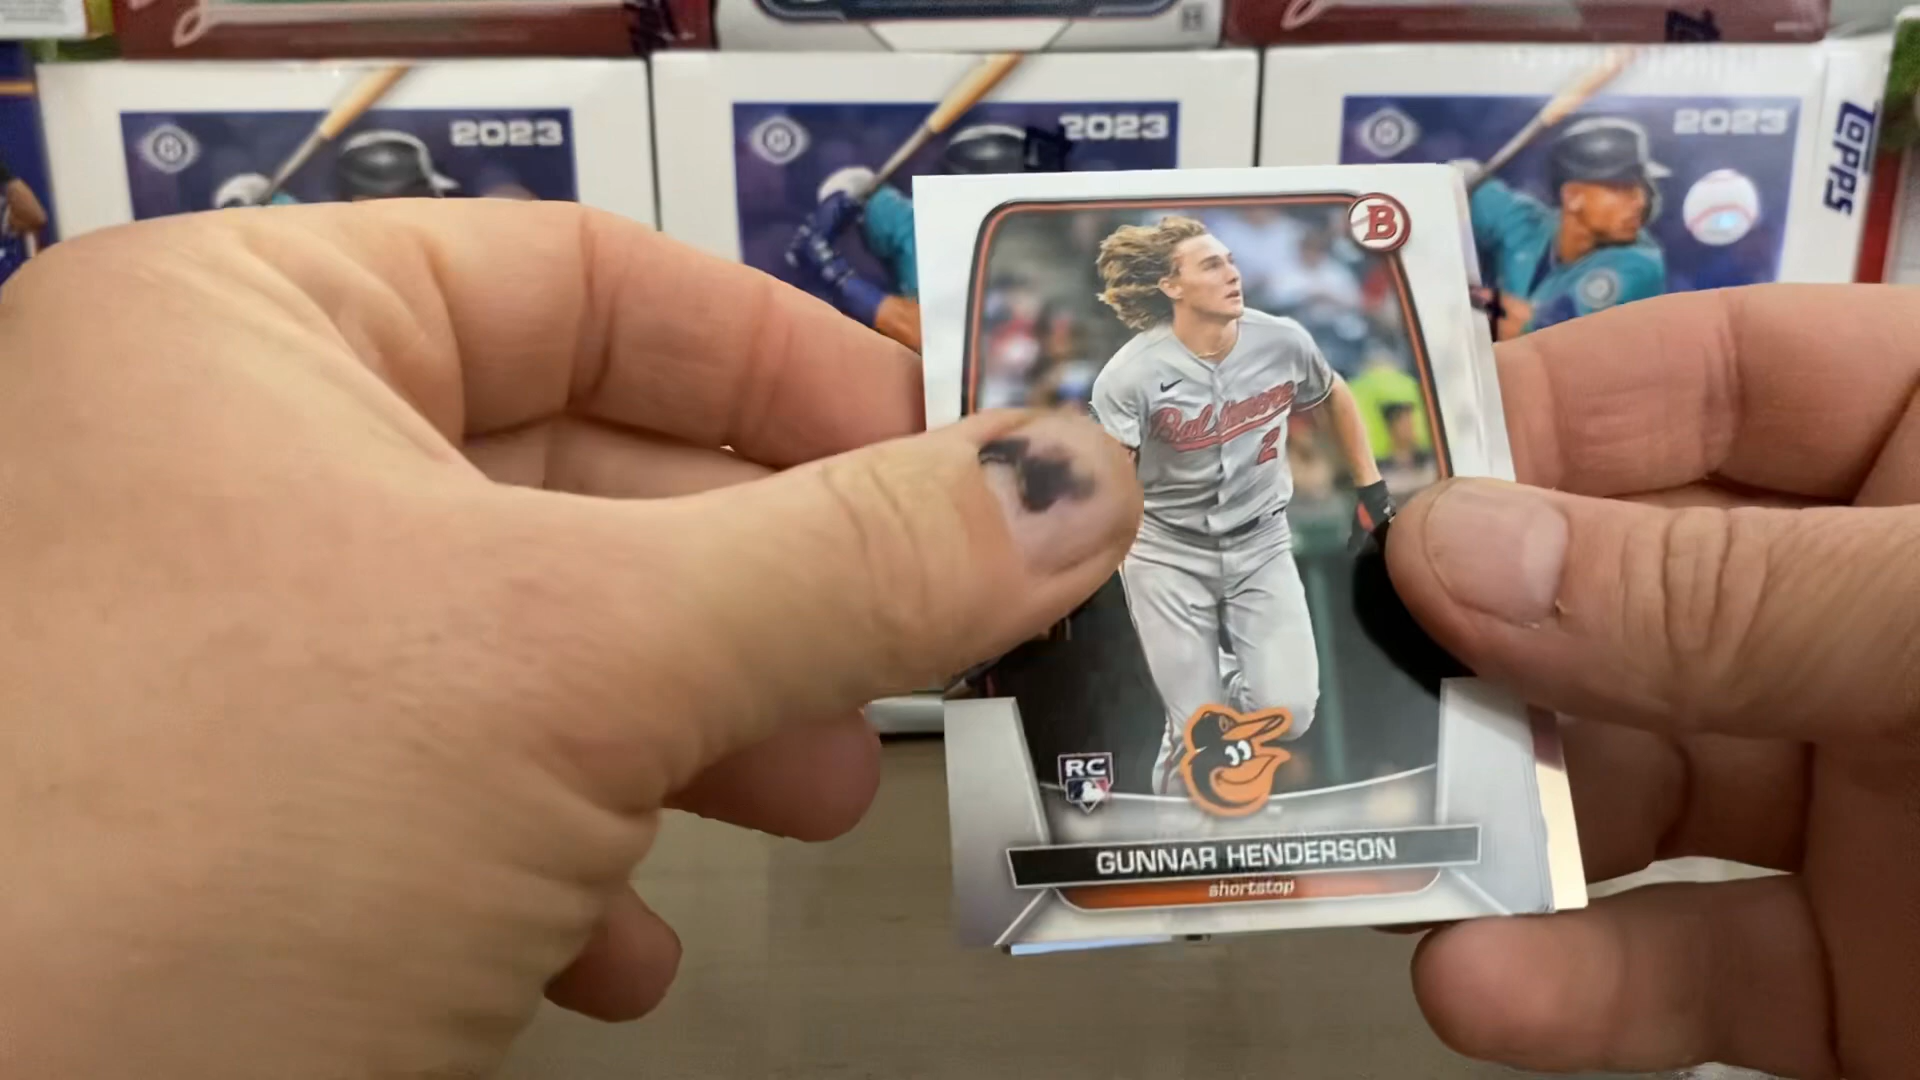 2023
2023
2023
Topps
B
Baltimore
2
RC
GUNNAR HENDERSON
shortstop